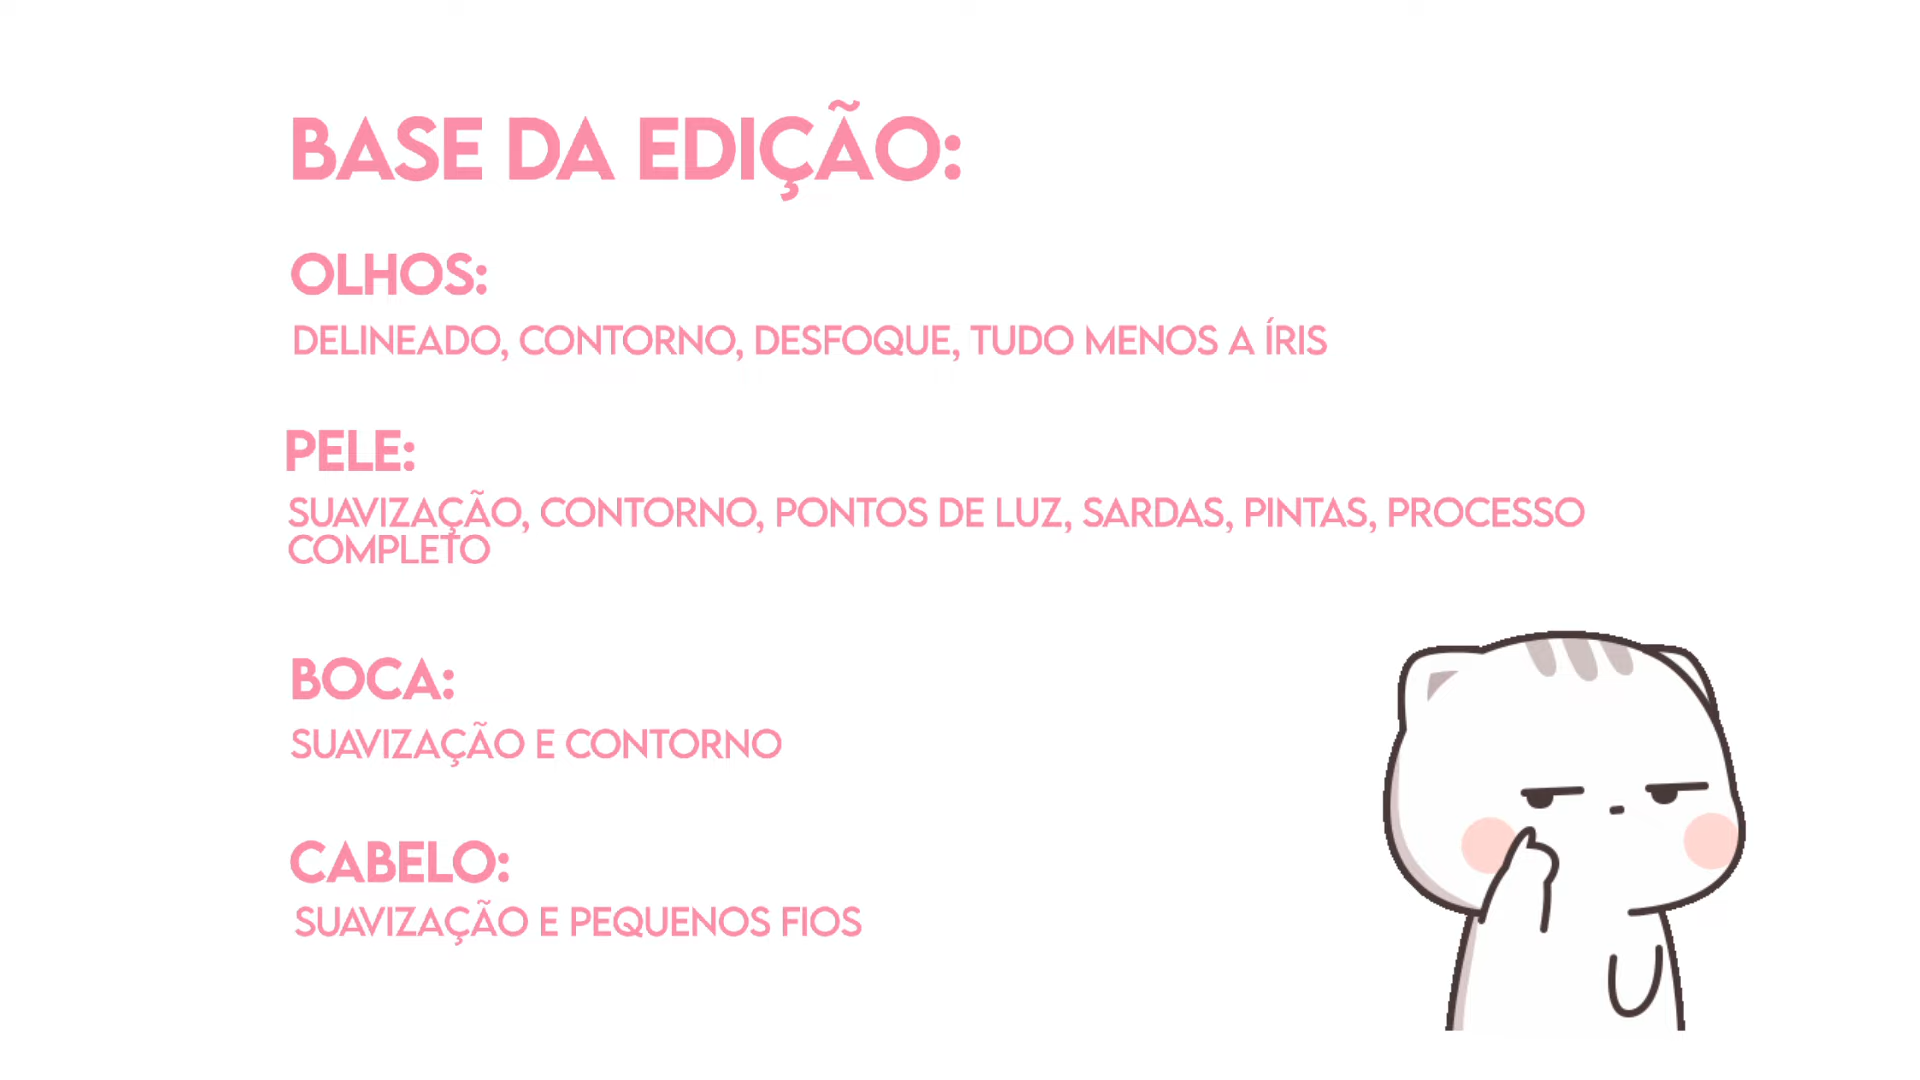 BASE DA EDIÇÃO:
OLHOS:
DELINEADO, CONTORNO, DESFOQUE, TUDO MENOS A ÍRIS
PELE:
SUAVIZAÇÃO, CONTORNO, PONTOS DE LUZ, SARDAS, PINTAS, PROCESSO
COMPLETO
BOCA:
SUAVIZAÇÃO E CONTORNO
CABELO:
SUAVIZAÇÃO E PEQUENOS FIOS